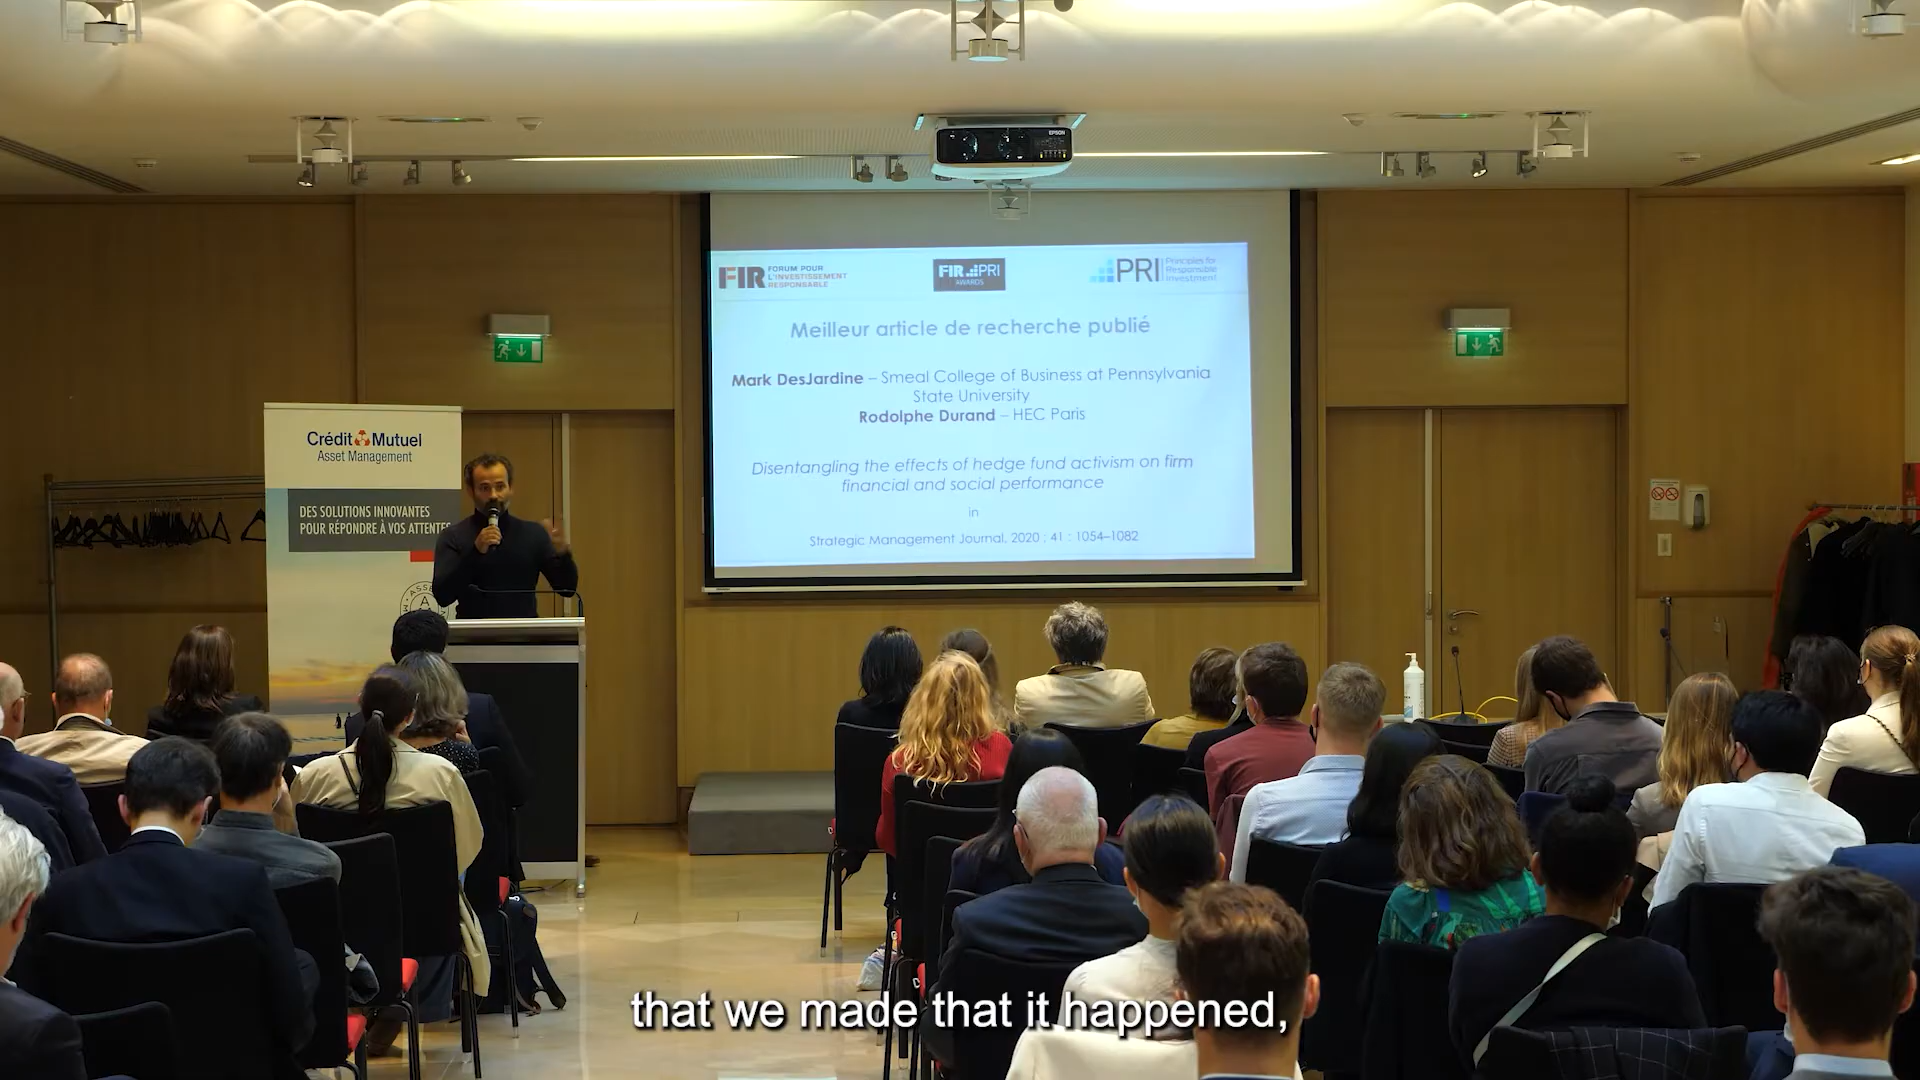 EPSON
FIR
FORUM POUR
L'INVESTISSEMENT
RESPONSABLE
FIR PRI
AWARDS
PRI
Principles for
Responsible
Investment
Meilleur article de recherche publié
Mark DesJardine – Smeal College of Business at Pennsylvania
State University
Rodolphe Durand – HEC Paris
Disentangling the effects of hedge fund activism on firm
financial and social performance
in
Strategic Management Journal, 2020 ; 41 : 1054–1082
Crédit Mutuel
Asset Management
DES SOLUTIONS INNOVANTES
POUR RÉPONDRE À VOS ATTENTES
that we made that it happened,